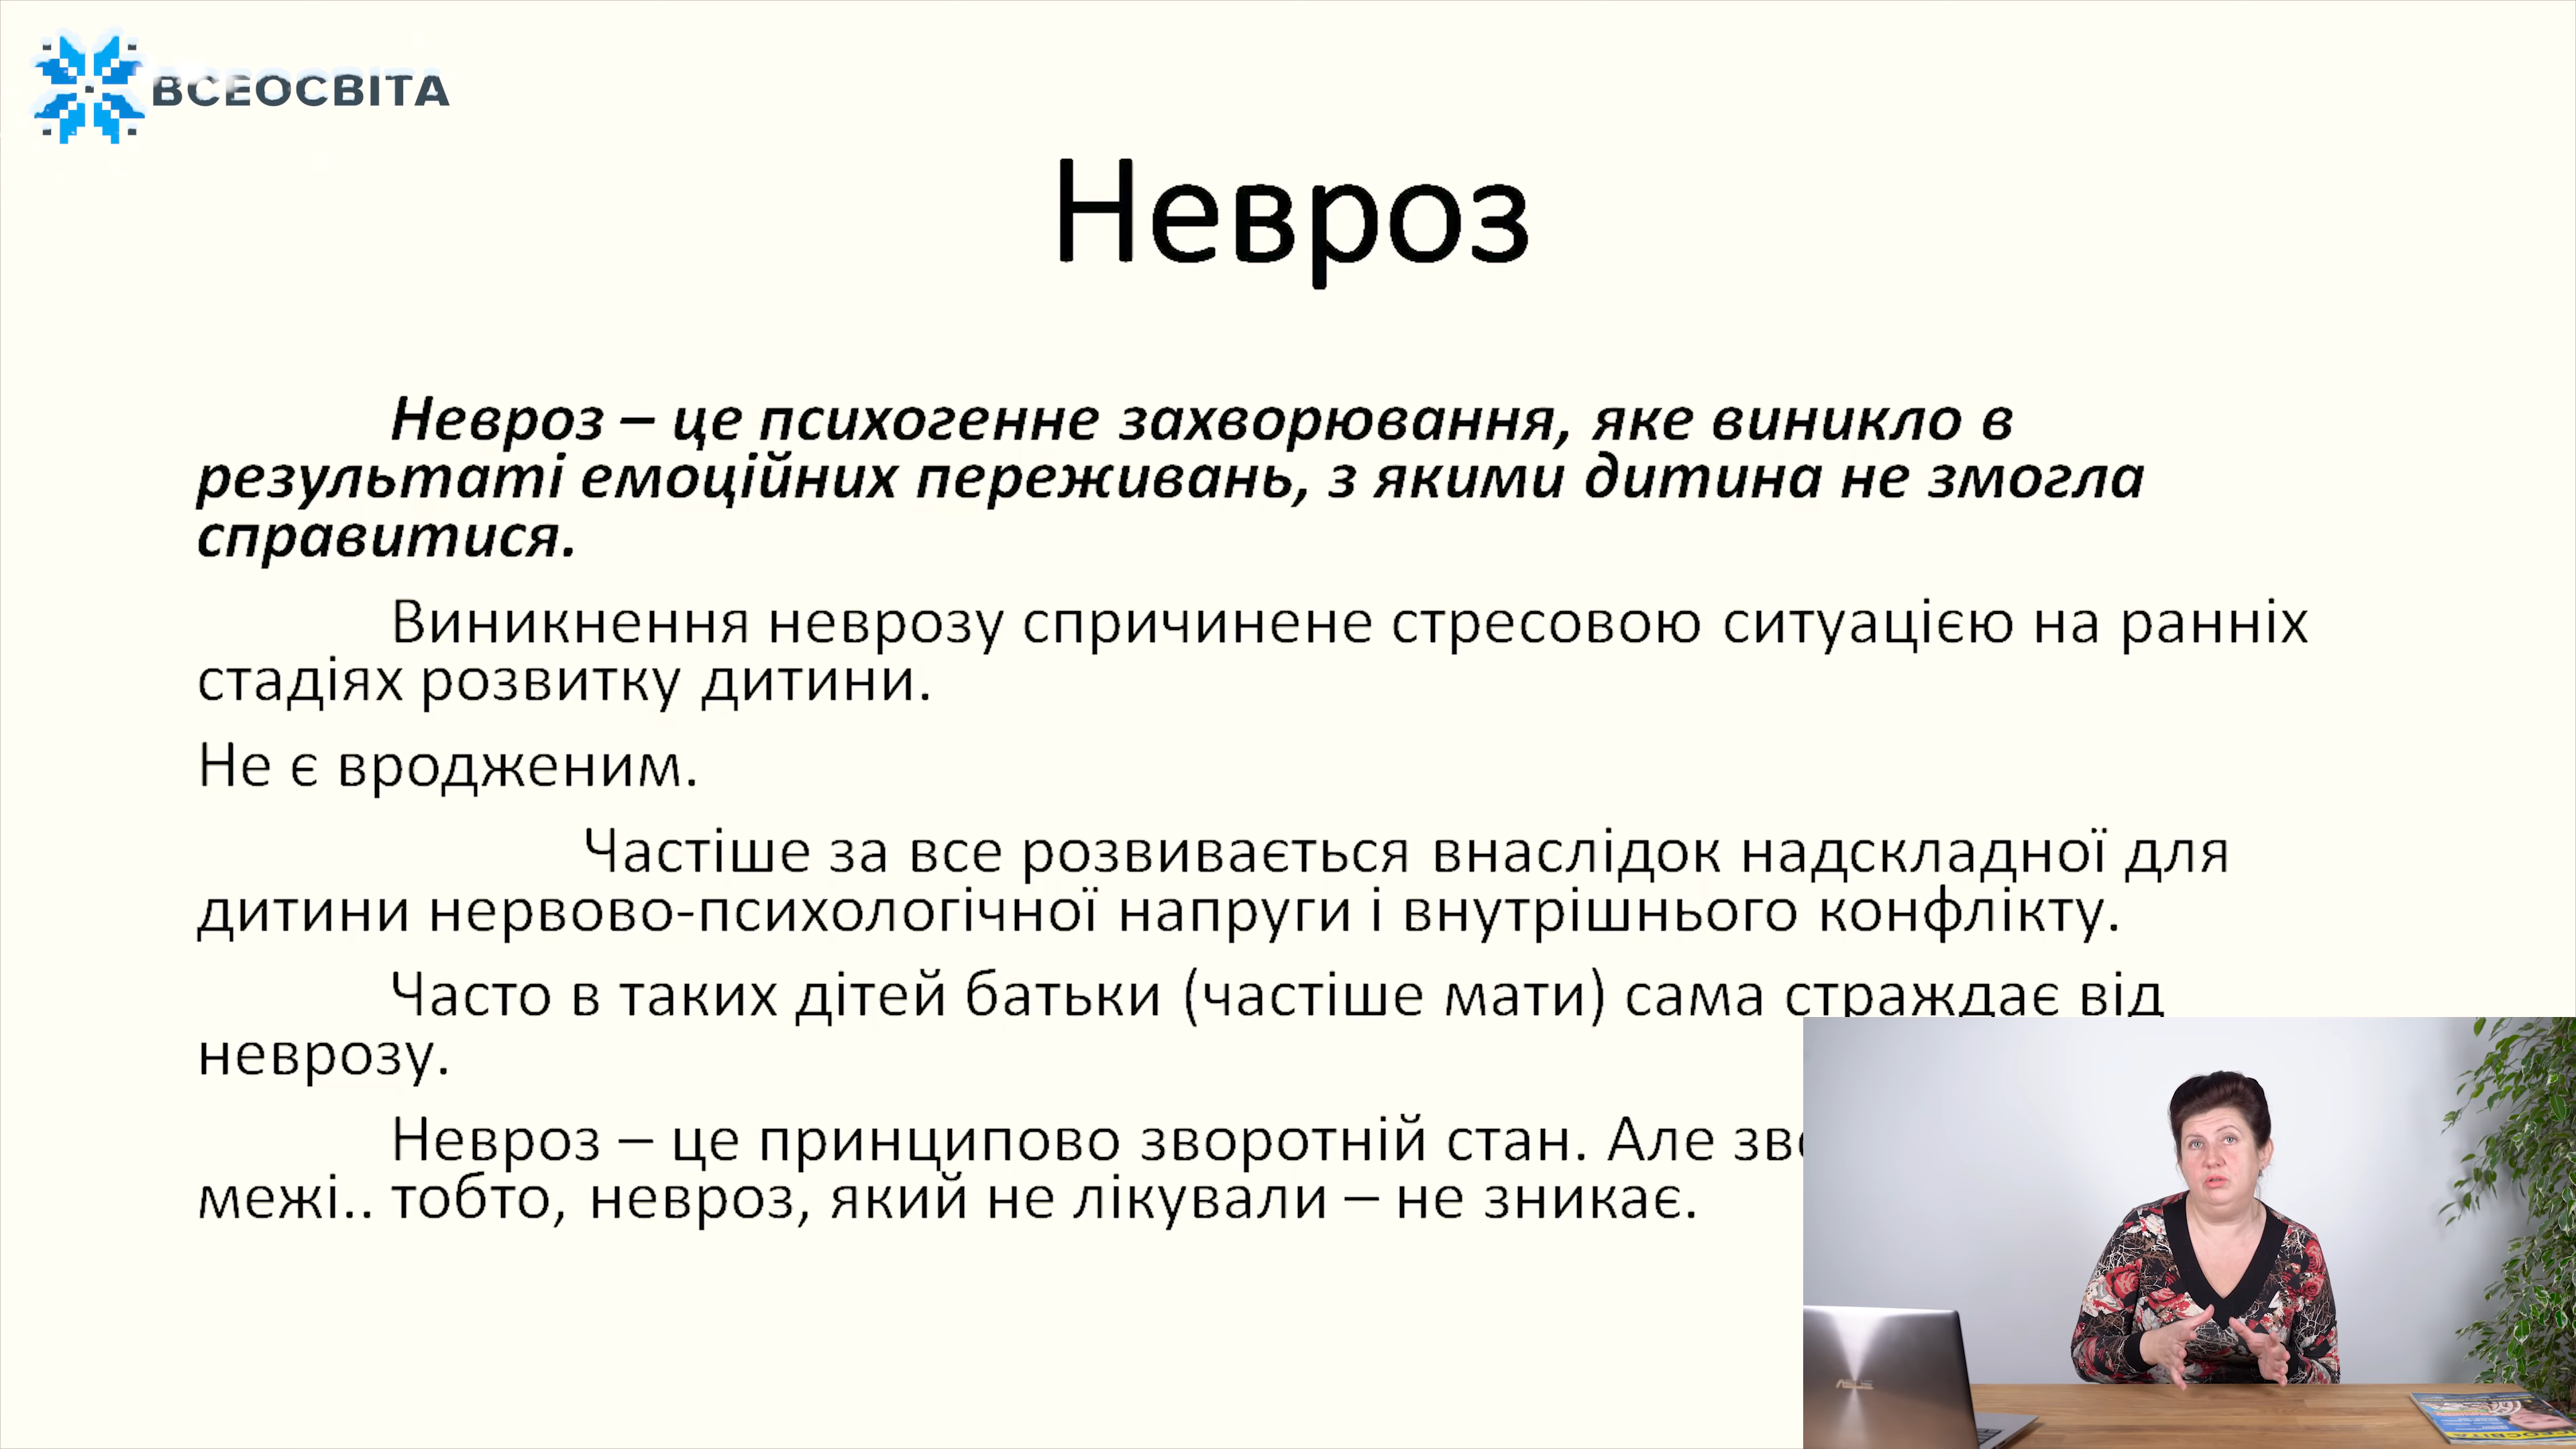 ВСЕОСВІТА
Невроз
Невроз – це психогенне захворювання, яке виникло в
результаті емоційних переживань, з якими дитина не змогла
справитися.
Виникнення неврозу спричинене стресовою ситуацією на ранніх
стадіях розвитку дитини.
Не є вродженим.
Частіше за все розвивається внаслідок надскладної для
дитини нервово-психологічної напруги і внутрішнього конфлікту.
Часто в таких дітей батьки (частіше мати) сама страждає від
неврозу.
Невроз – це принципово зворотній стан. Але
межі.. тобто, невроз, який не лікували – не зникає.
ASUS